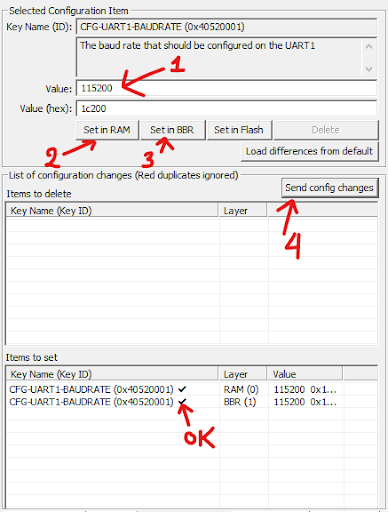 Selected Configuration Item
Key Name (ID): CFG-UART1-BAUDRATE (0x40520001)
The baud rate that should be configured on the UART1
1
Value: 115200
Value (hex): 1c200
Set in RAM Set in BBR Set in Flash Delete
2 3
Load differences from default
List of configuration changes (Red duplicates ignored)
Items to delete Send config changes
Key Name (Key ID) Layer
4
Items to set
Key Name (Key ID) Layer Value
CFG-UART1-BAUDRATE (0x40520001) ✓ RAM (0) 115200 0x1...
CFG-UART1-BAUDRATE (0x40520001) ✓ BBR (1) 115200 0x1...
OK